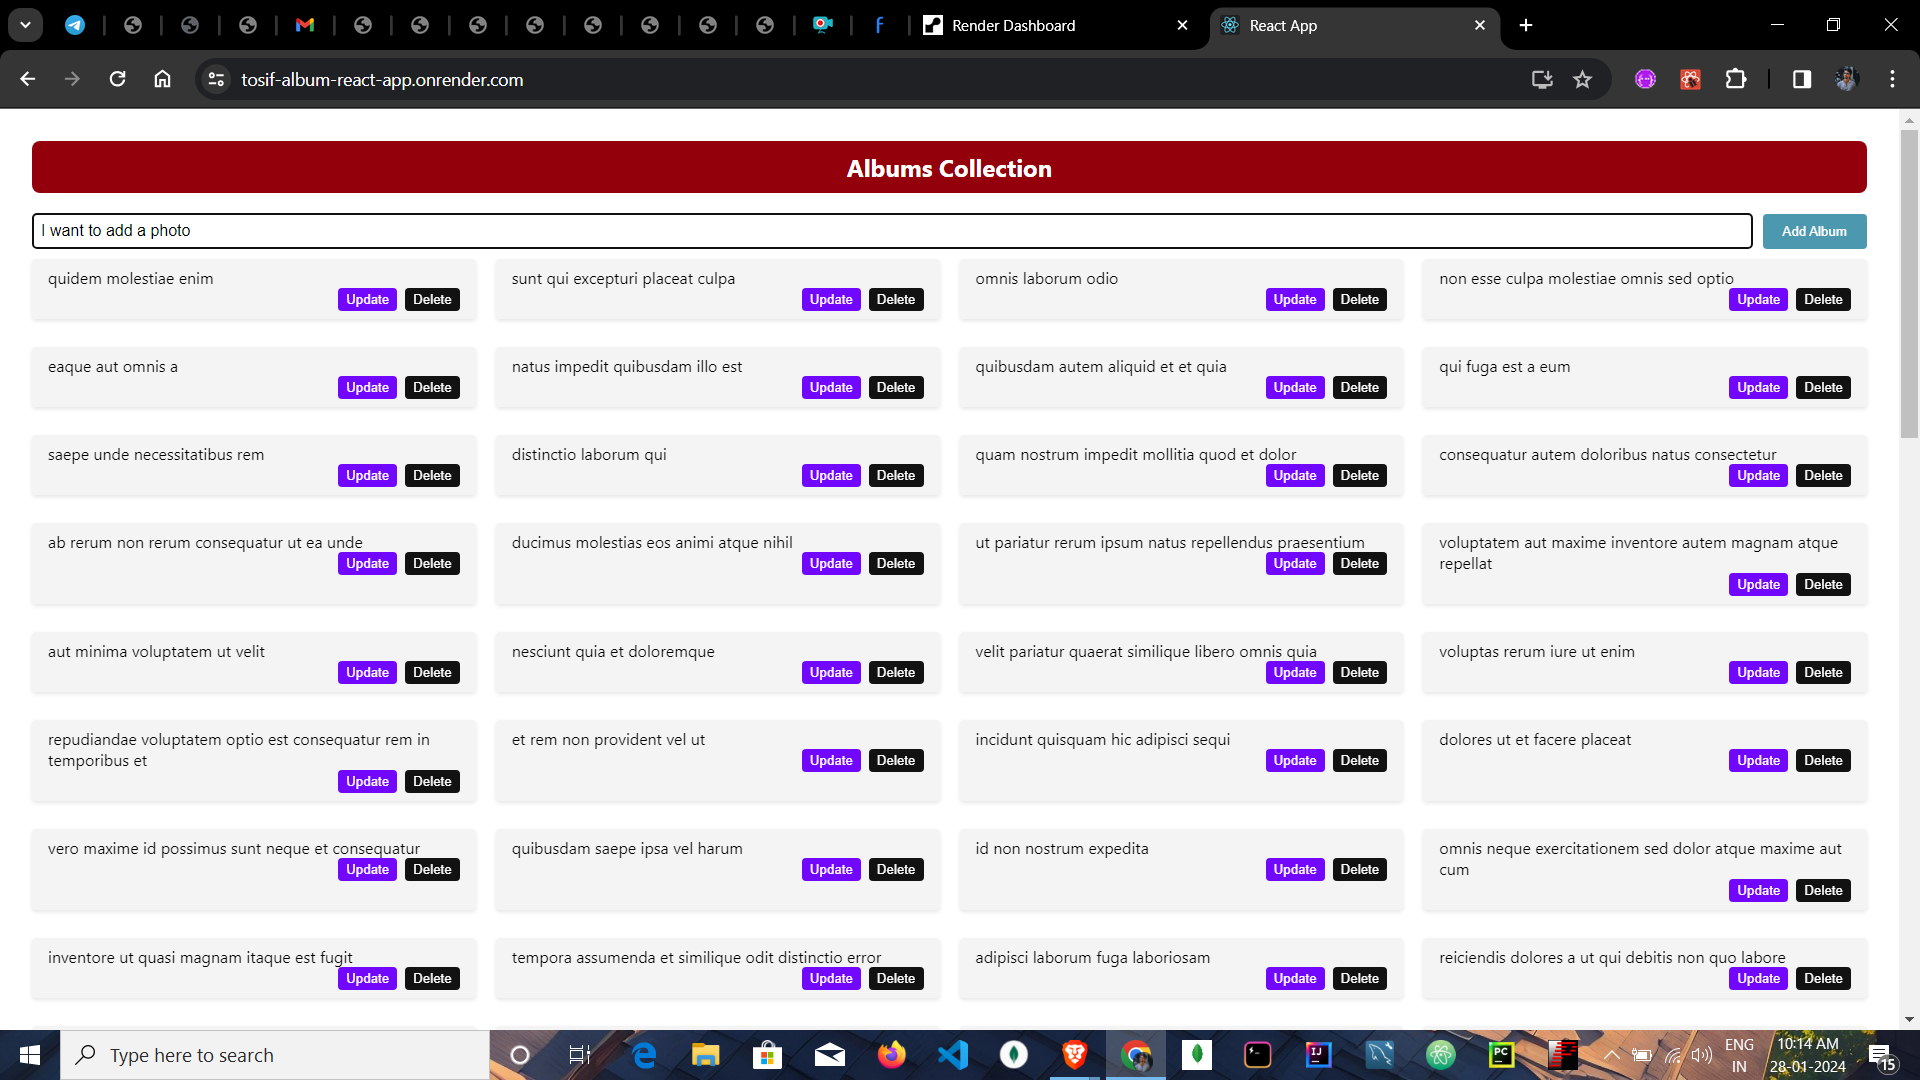 Render Dashboard
React App
tosif-album-react-app.onrender.com
Albums Collection
I want to add a photo
Add Album
quidem molestiae enim
Update Delete
sunt qui excepturi placeat culpa
Update Delete
omnis laborum odio
Update Delete
non esse culpa molestiae omnis sed optio
Update Delete
eaque aut omnis a
Update Delete
natus impedit quibusdam illo est
Update Delete
quibusdam autem aliquid et et quia
Update Delete
qui fuga est a eum
Update Delete
saepe unde necessitatibus rem
Update Delete
distinctio laborum qui
Update Delete
quam nostrum impedit mollitia quod et dolor
Update Delete
consequatur autem doloribus natus consectetur
Update Delete
ab rerum non rerum consequatur ut ea unde
Update Delete
ducimus molestias eos animi atque nihil
Update Delete
ut pariatur rerum ipsum natus repellendus praesentium
Update Delete
voluptatem aut maxime inventore autem magnam atque
repellat
Update Delete
aut minima voluptatem ut velit
Update Delete
nesciunt quia et doloremque
Update Delete
velit pariatur quaerat similique libero omnis quia
Update Delete
voluptas rerum iure ut enim
Update Delete
repudiandae voluptatem optio est consequatur rem in
temporibus et
Update Delete
et rem non provident vel ut
Update Delete
incidunt quisquam hic adipisci sequi
Update Delete
dolores ut et facere placeat
Update Delete
vero maxime id possimus sunt neque et consequatur
Update Delete
quibusdam saepe ipsa vel harum
Update Delete
id non nostrum expedita
Update Delete
omnis neque exercitationem sed dolor atque maxime aut
cum
Update Delete
inventore ut quasi magnam itaque est fugit
Update Delete
tempora assumenda et similique odit distinctio error
Update Delete
adipisci laborum fuga laboriosam
Update Delete
reiciendis dolores a ut qui debitis non quo labore
Update Delete
Type here to search
IJ
PC
ENG
IN
10:14 AM
28-01-2024
15